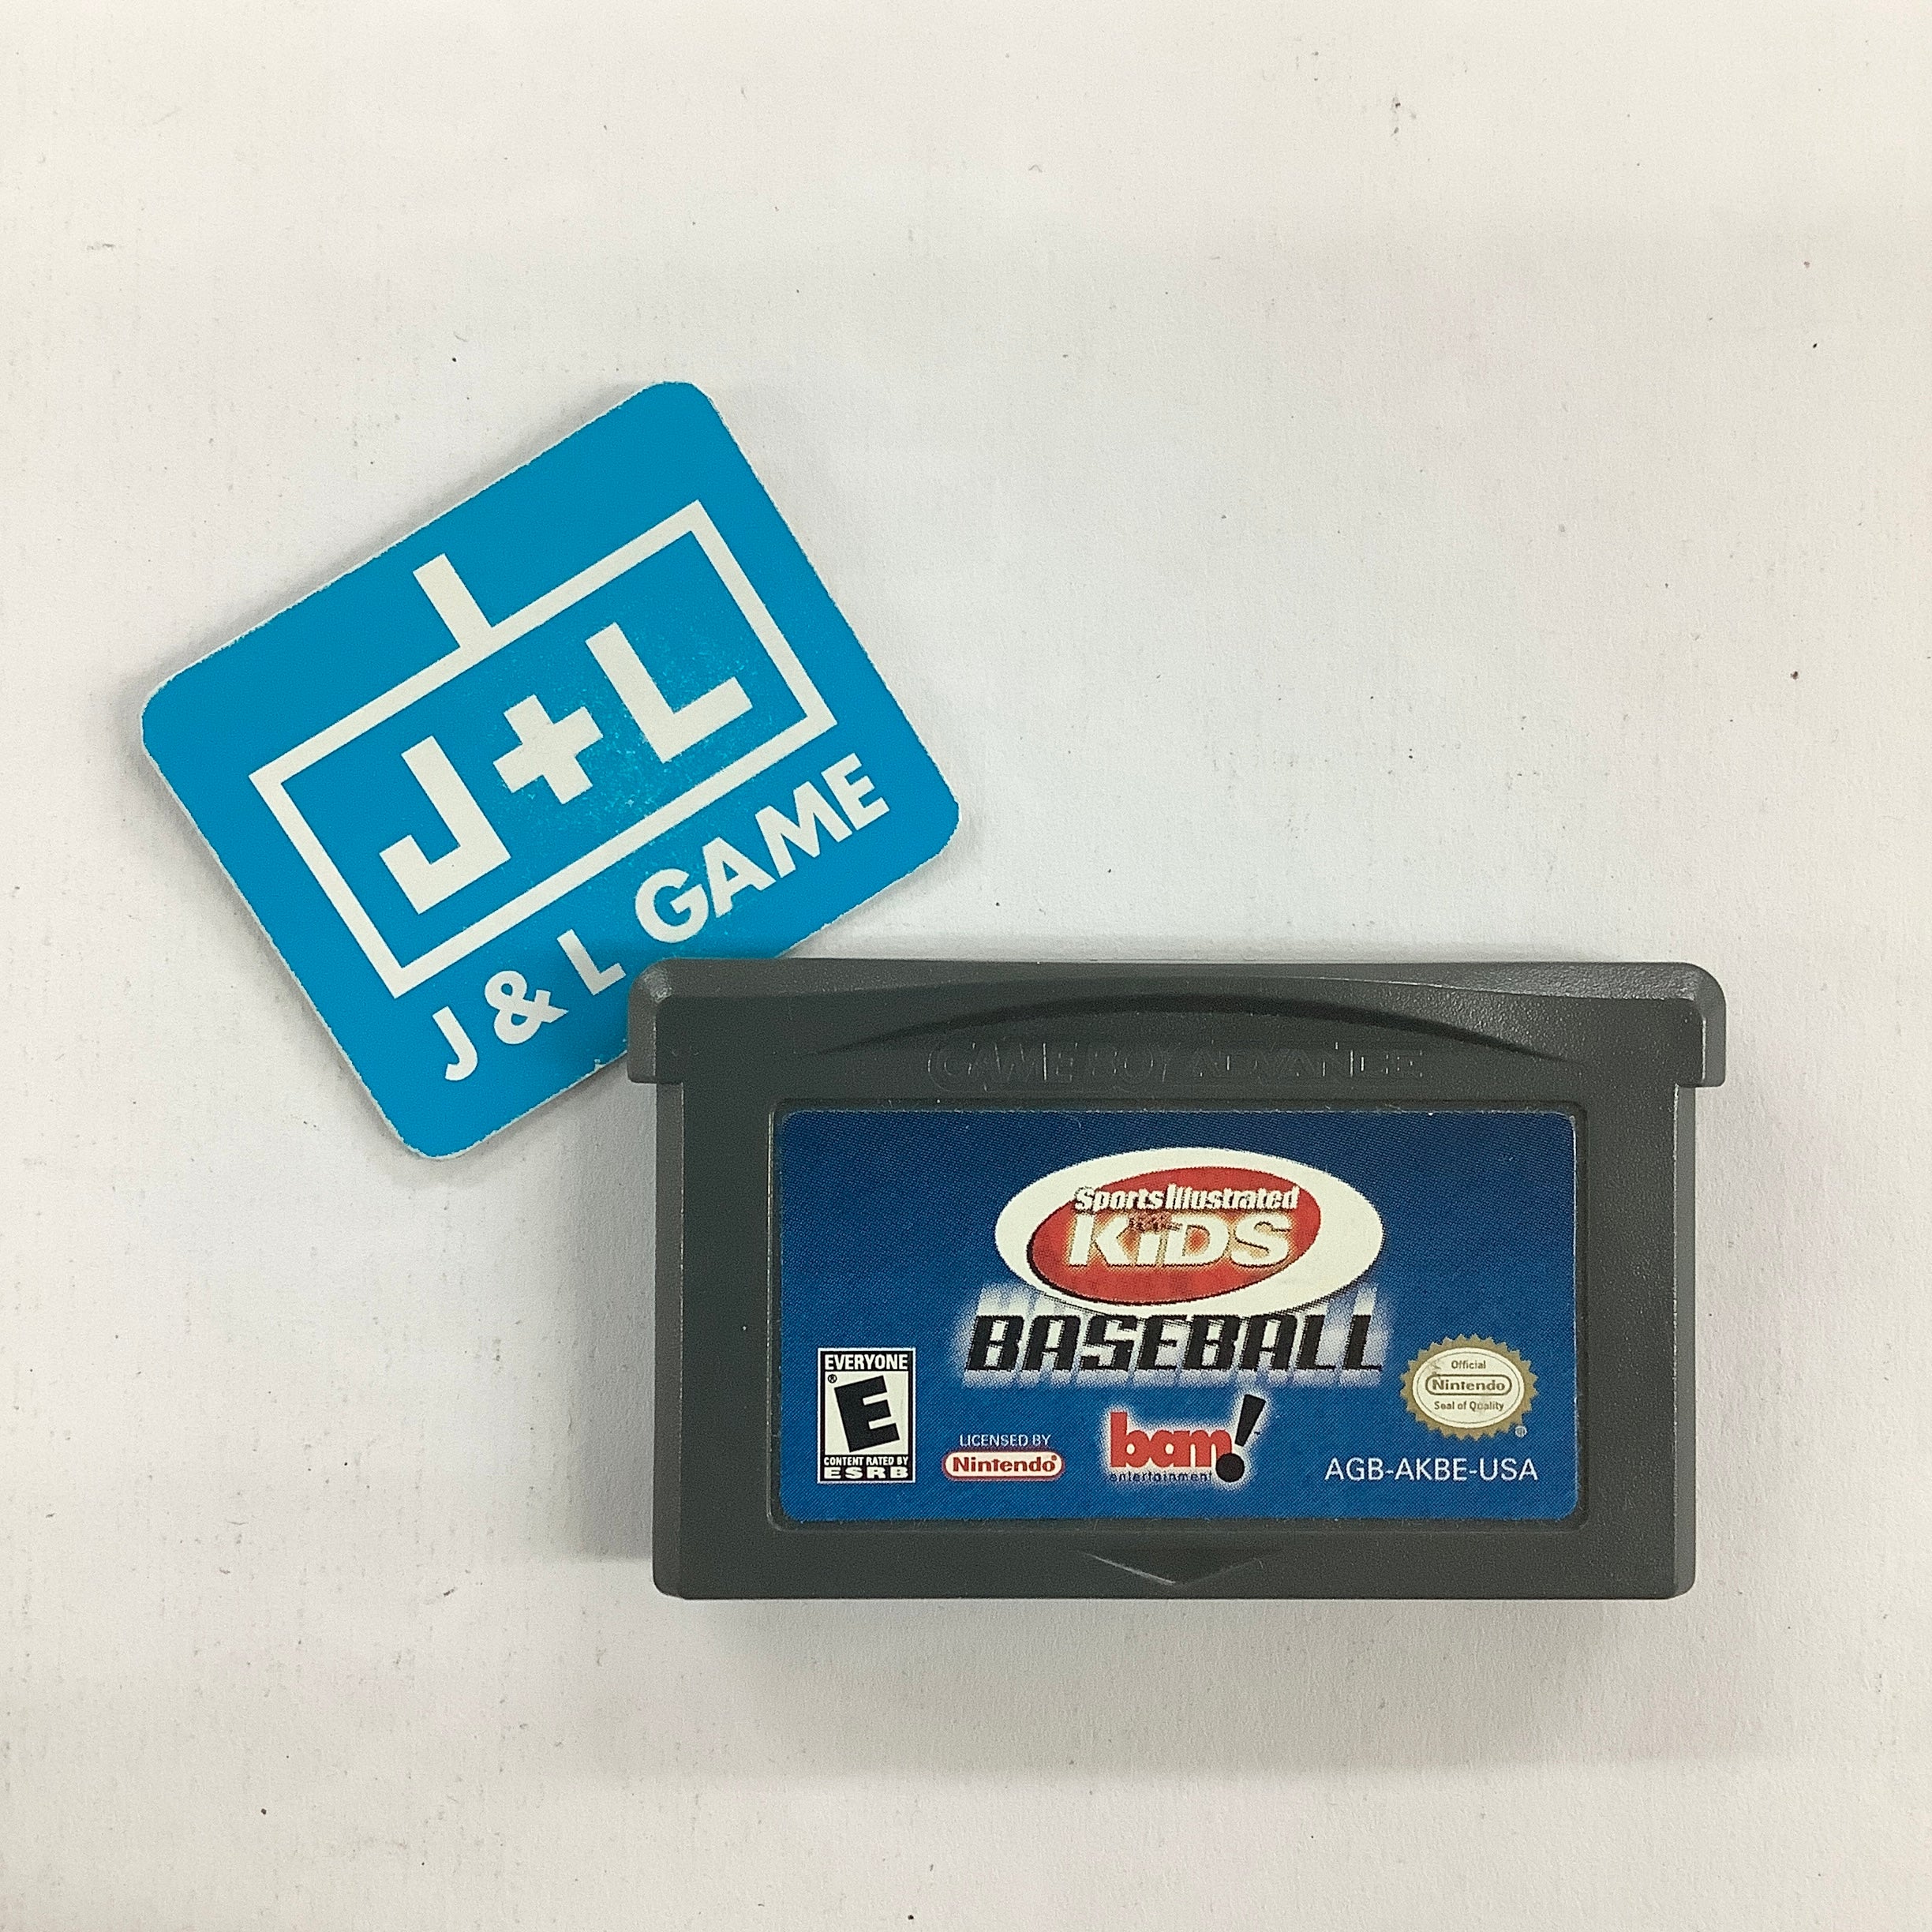 J+L
J & L GAME
GAME BOY ADVANCE
Sports Illustrated
KiDS
BASEBALL
EVERYONE
E
®
CONTENT RATED BY
ESRB
LICENSED BY
Nintendo®
bam!
entertainment
Official
Nintendo
Seal of Quality
®
AGB-AKBE-USA